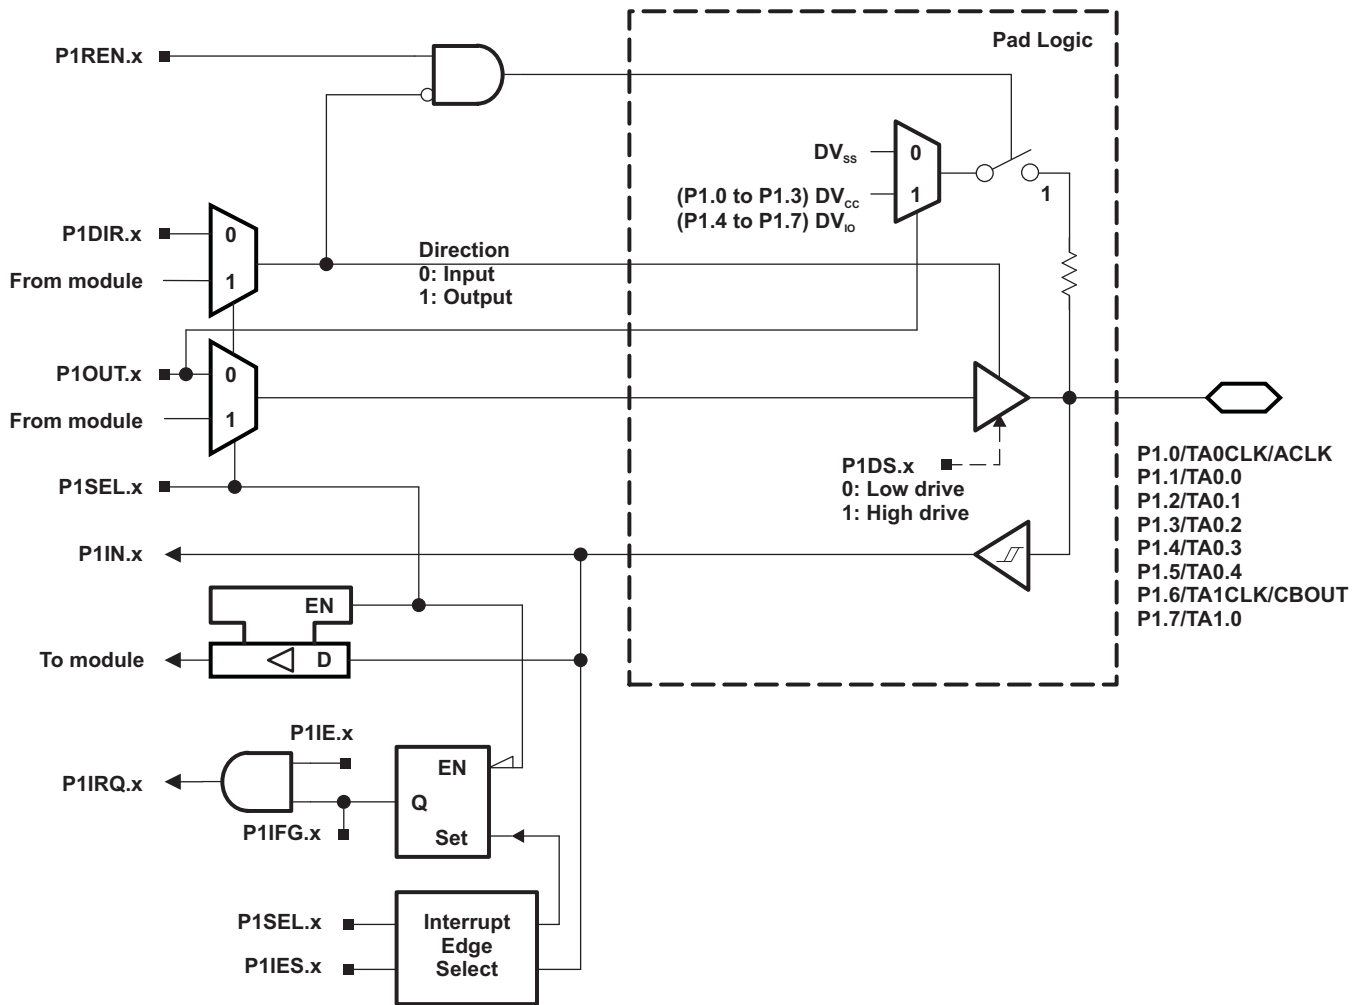 Pad Logic
P1REN.x
DVSS
0
(P1.0 to P1.3) DVCC
1
(P1.4 to P1.7) DVIO
1
P1DIR.x
0
From module
1
Direction
0: Input
1: Output
P1OUT.x
0
From module
1
P1SEL.x
P1DS.x
0: Low drive
1: High drive
P1.0/TA0CLK/ACLK
P1.1/TA0.0
P1.2/TA0.1
P1.3/TA0.2
P1.4/TA0.3
P1.5/TA0.4
P1.6/TA1CLK/CBOUT
P1.7/TA1.0
P1IN.x
EN
To module
D
P1IE.x
P1IRQ.x
EN
Q
P1IFG.x
Set
P1SEL.x
P1IES.x
Interrupt
Edge
Select